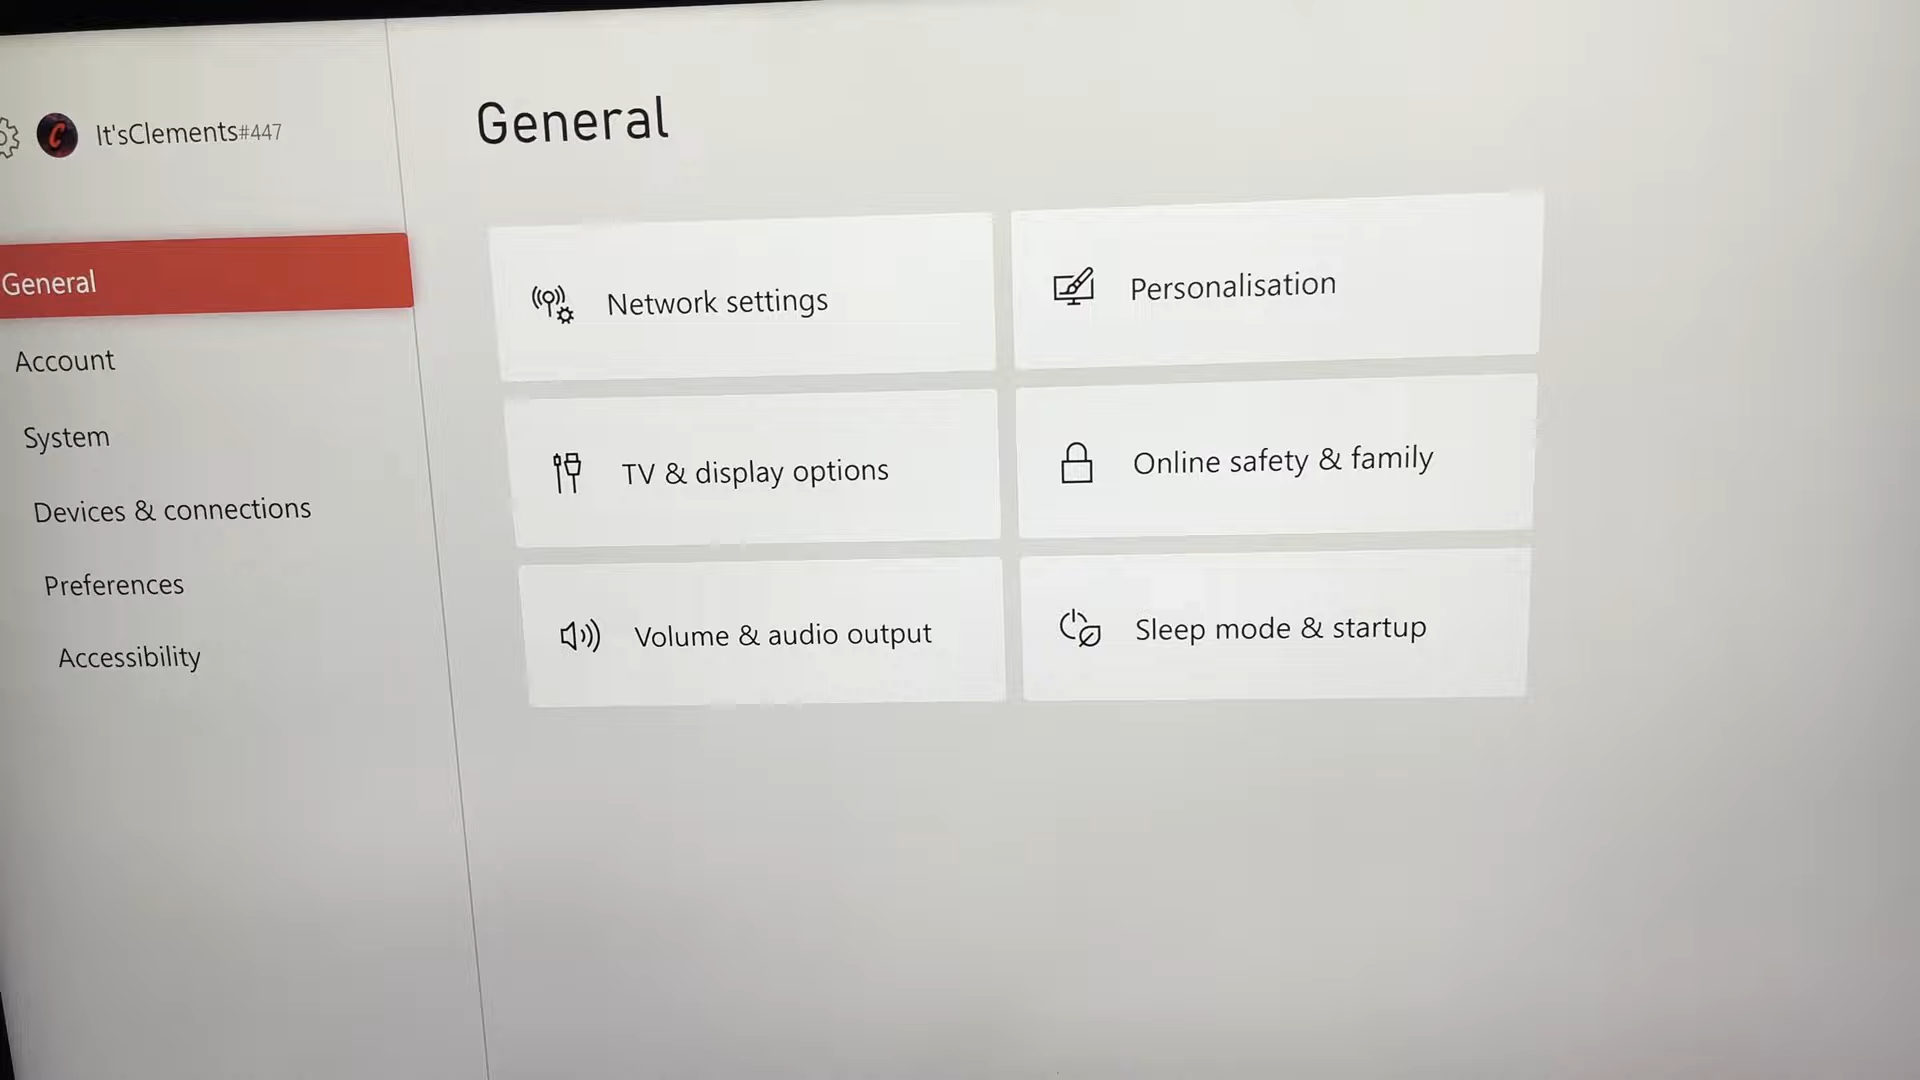 It'sClements#447
General
Account
System
Devices & connections
Preferences
Accessibility
General
Network settings
Personalisation
TV & display options
Online safety & family
Volume & audio output
Sleep mode & startup